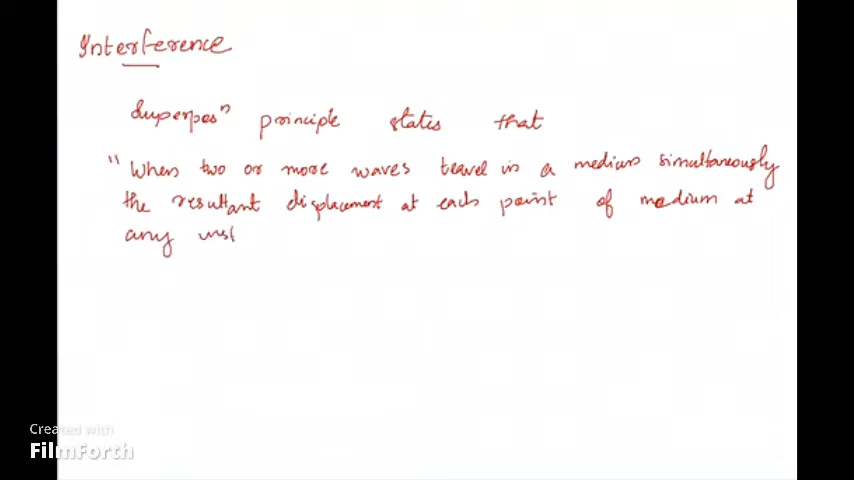 Interference
Superposⁿ principle states that
"When two or more waves travel in a medium simultaneously
the resultant displacement at each point of medium at
any inst
Created with
FilmForth